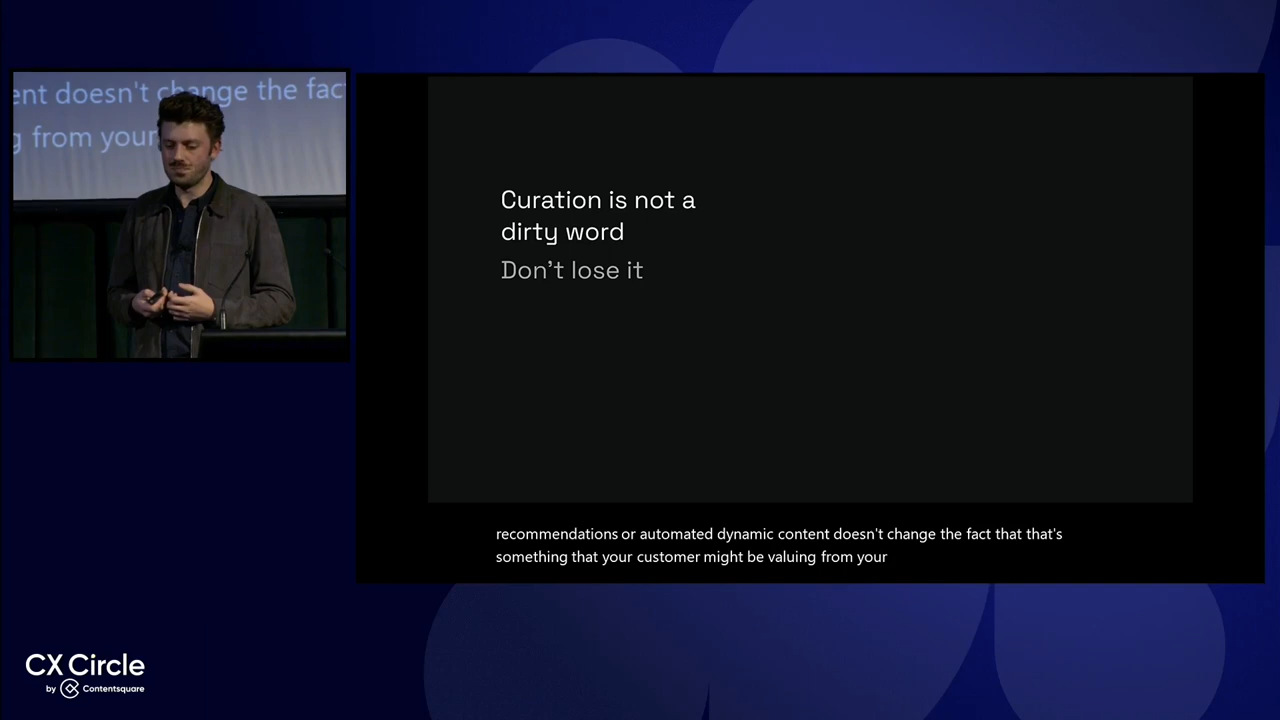 ent doesn't change the fac
g from your
Curation is not a
dirty word
Don't lose it
recommendations or automated dynamic content doesn't change the fact that that's
something that your customer might be valuing from your
CX Circle
by Contentsquare